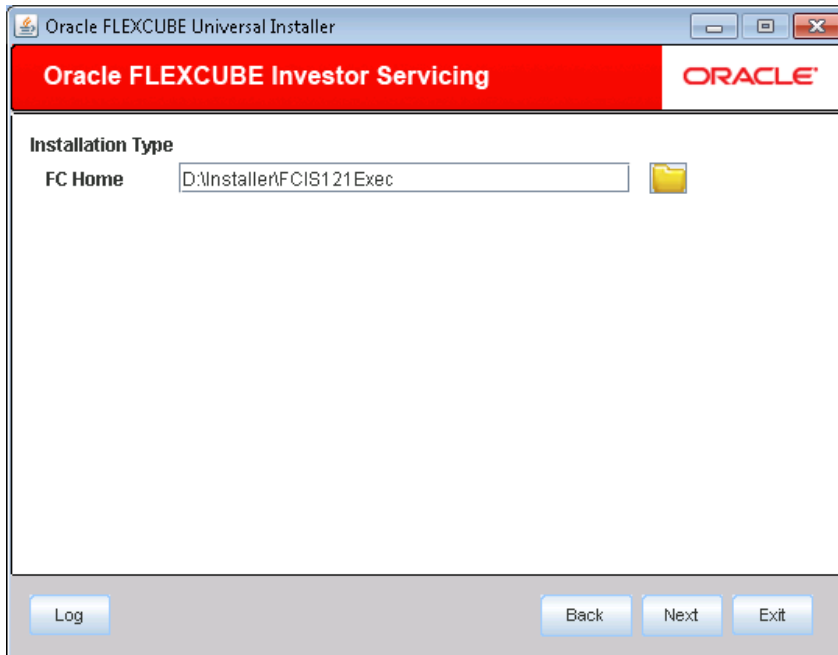 Oracle FLEXCUBE Universal Installer
Oracle FLEXCUBE Investor Servicing
ORACLE
Installation Type
FC Home D:\Installer\FCIS121Exec
Log Back Next Exit